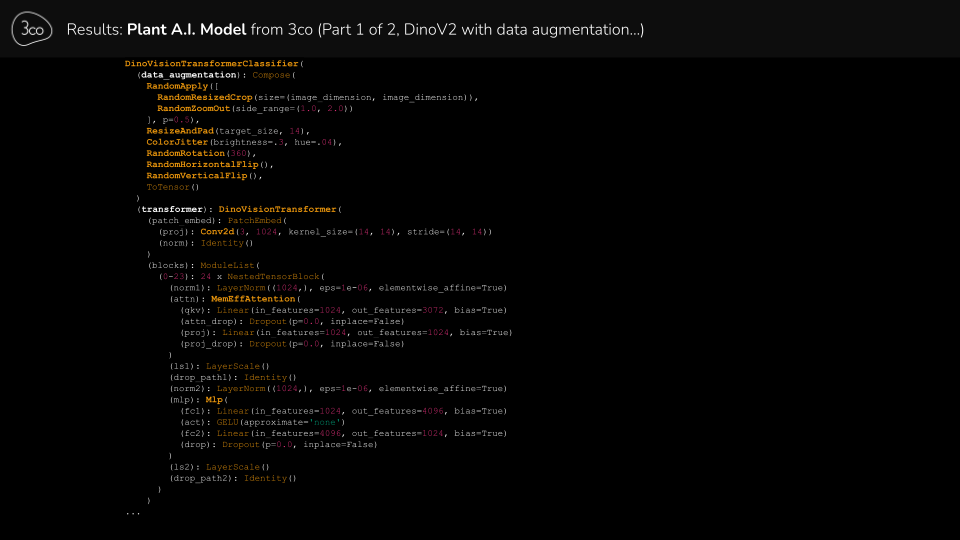 3co
Results: Plant A.I. Model from 3co (Part 1 of 2, DinoV2 with data augmentation...)
DinoVisionTransformerClassifier(
(data_augmentation): Compose(
RandomApply([
RandomResizedCrop(size=(image_dimension, image_dimension)),
RandomZoomOut(side_range=(1.0, 2.0))
], p=0.5),
ResizeAndPad(target_size, 14),
ColorJitter(brightness=.3, hue=.04),
RandomRotation(360),
RandomHorizontalFlip(),
RandomVerticalFlip(),
ToTensor()
)
(transformer): DinoVisionTransformer(
(patch_embed): PatchEmbed(
(proj): Conv2d(3, 1024, kernel_size=(14, 14), stride=(14, 14))
(norm): Identity()
)
(blocks): ModuleList(
(0-23): 24 x NestedTensorBlock(
(norm1): LayerNorm((1024,), eps=1e-06, elementwise_affine=True)
(attn): MemEffAttention(
(qkv): Linear(in_features=1024, out_features=3072, bias=True)
(attn_drop): Dropout(p=0.0, inplace=False)
(proj): Linear(in_features=1024, out_features=1024, bias=True)
(proj_drop): Dropout(p=0.0, inplace=False)
)
(ls1): LayerScale()
(drop_path1): Identity()
(norm2): LayerNorm((1024,), eps=1e-06, elementwise_affine=True)
(mlp): Mlp(
(fc1): Linear(in_features=1024, out_features=4096, bias=True)
(act): GELU(approximate='none')
(fc2): Linear(in_features=4096, out_features=1024, bias=True)
(drop): Dropout(p=0.0, inplace=False)
)
(ls2): LayerScale()
(drop_path2): Identity()
)
)
...